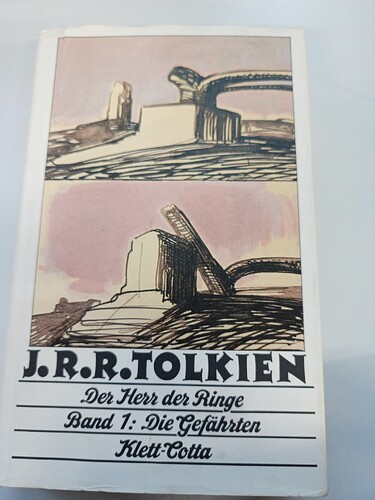 J.R.R.TOLKIEN
Der Herr der Ringe
Band 1: Die Gefährten
Klett-Cotta